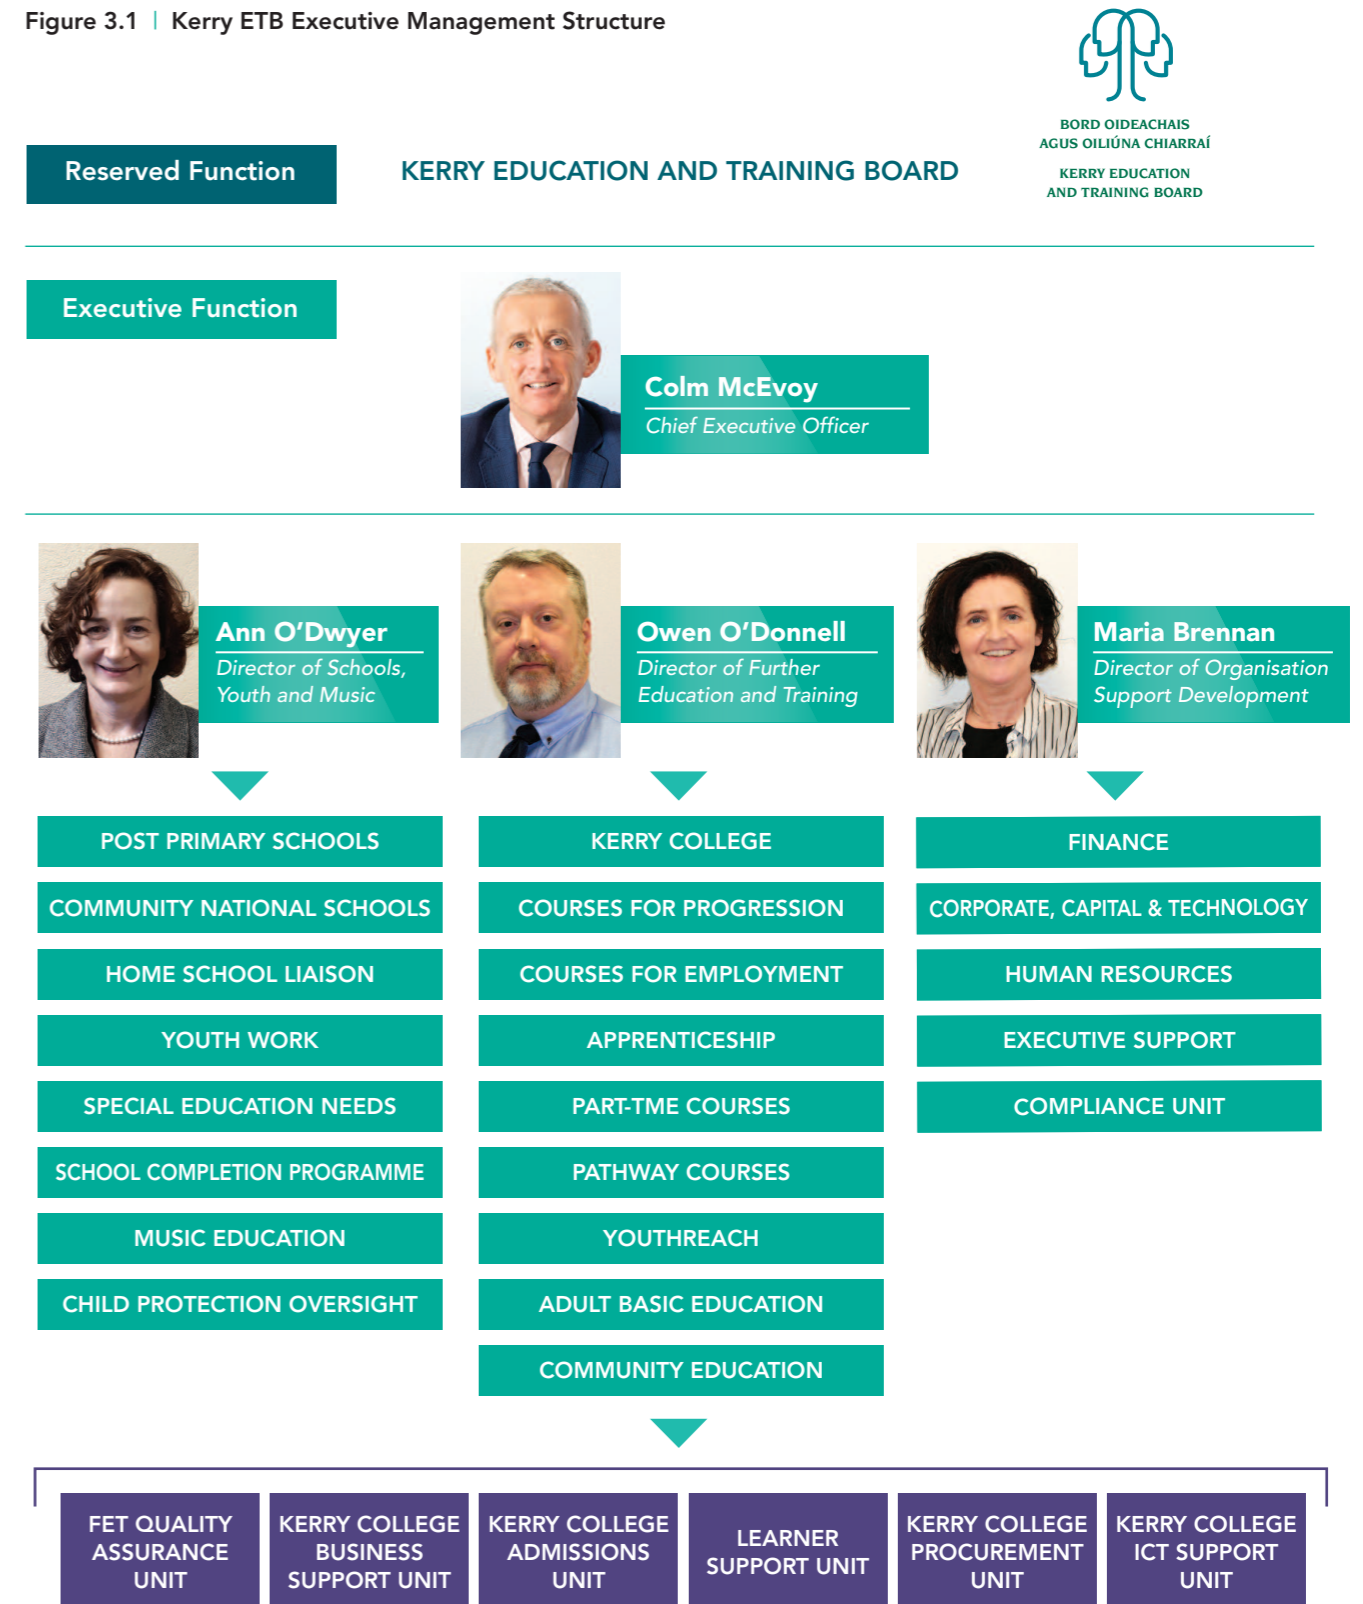 Figure 3.1 | Kerry ETB Executive Management Structure
BORD OIDEACHAIS
AGUS OILIÚNA CHIARRAÍ
KERRY EDUCATION
AND TRAINING BOARD
Reserved Function
KERRY EDUCATION AND TRAINING BOARD
Executive Function
Colm McEvoy
Chief Executive Officer
Ann O’Dwyer
Director of Schools,
Youth and Music
Owen O’Donnell
Director of Further
Education and Training
Maria Brennan
Director of Organisation
Support Development
POST PRIMARY SCHOOLS
COMMUNITY NATIONAL SCHOOLS
HOME SCHOOL LIAISON
YOUTH WORK
SPECIAL EDUCATION NEEDS
SCHOOL COMPLETION PROGRAMME
MUSIC EDUCATION
CHILD PROTECTION OVERSIGHT
KERRY COLLEGE
COURSES FOR PROGRESSION
COURSES FOR EMPLOYMENT
APPRENTICESHIP
PART-TME COURSES
PATHWAY COURSES
YOUTHREACH
ADULT BASIC EDUCATION
COMMUNITY EDUCATION
FINANCE
CORPORATE, CAPITAL & TECHNOLOGY
HUMAN RESOURCES
EXECUTIVE SUPPORT
COMPLIANCE UNIT
FET QUALITY
ASSURANCE
UNIT
KERRY COLLEGE
BUSINESS
SUPPORT UNIT
KERRY COLLEGE
ADMISSIONS
UNIT
LEARNER
SUPPORT UNIT
KERRY COLLEGE
PROCUREMENT
UNIT
KERRY COLLEGE
ICT SUPPORT
UNIT